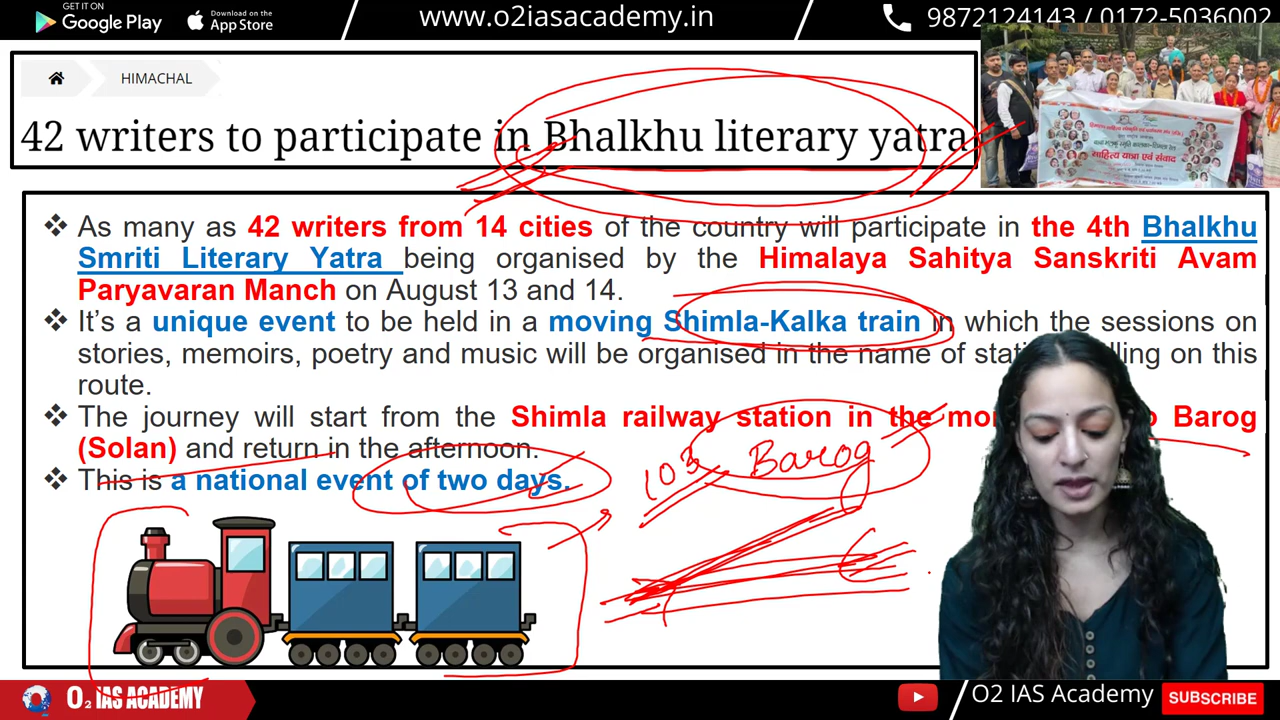 GET IT ON
Google Play
Download on the
App Store
www.o2iasacademy.in
9872124143 / 0172-5036002
HIMACHAL
42 writers to participate in Bhalkhu literary yatra
साहित्य यात्रा एवं संवाद
❖ As many as 42 writers from 14 cities of the country will participate in the 4th Bhalkhu
Smriti Literary Yatra being organised by the Himalaya Sahitya Sanskriti Avam
Paryavaran Manch on August 13 and 14.
❖ It's a unique event to be held in a moving Shimla-Kalka train in which the sessions on
stories, memoirs, poetry and music will be organised in the name of on this
route.
❖ The journey will start from the Shimla railway station in the Barog
(Solan) and return in the afternoon.
❖ This is a national event of two days.
103 Barog
O2 IAS ACADEMY
O2 IAS Academy
SUBSCRIBE